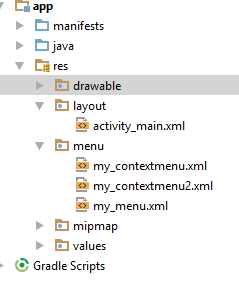 app
manifests
java
res
drawable
layout
activity_main.xml
menu
my_contextmenu.xml
my_contextmenu2.xml
my_menu.xml
mipmap
values
Gradle Scripts